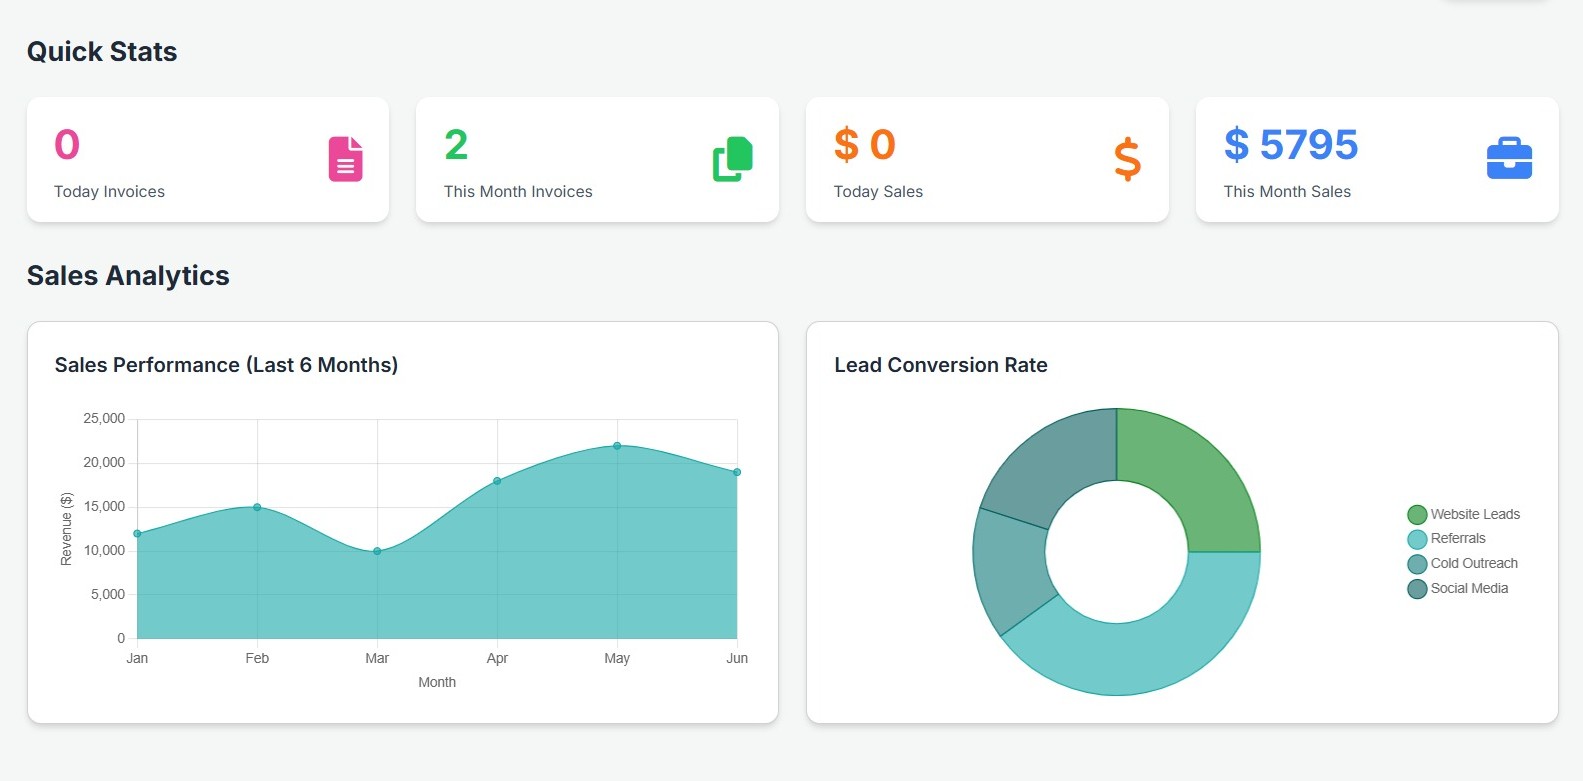 Quick Stats
0
Today Invoices
2
This Month Invoices
$ 0
Today Sales
$ 5795
This Month Sales
Sales Analytics
Sales Performance (Last 6 Months)
25,000
20,000
15,000
10,000
5,000
0
Revenue ($)
Jan Feb Mar Apr May Jun
Month
Lead Conversion Rate
Website Leads
Referrals
Cold Outreach
Social Media